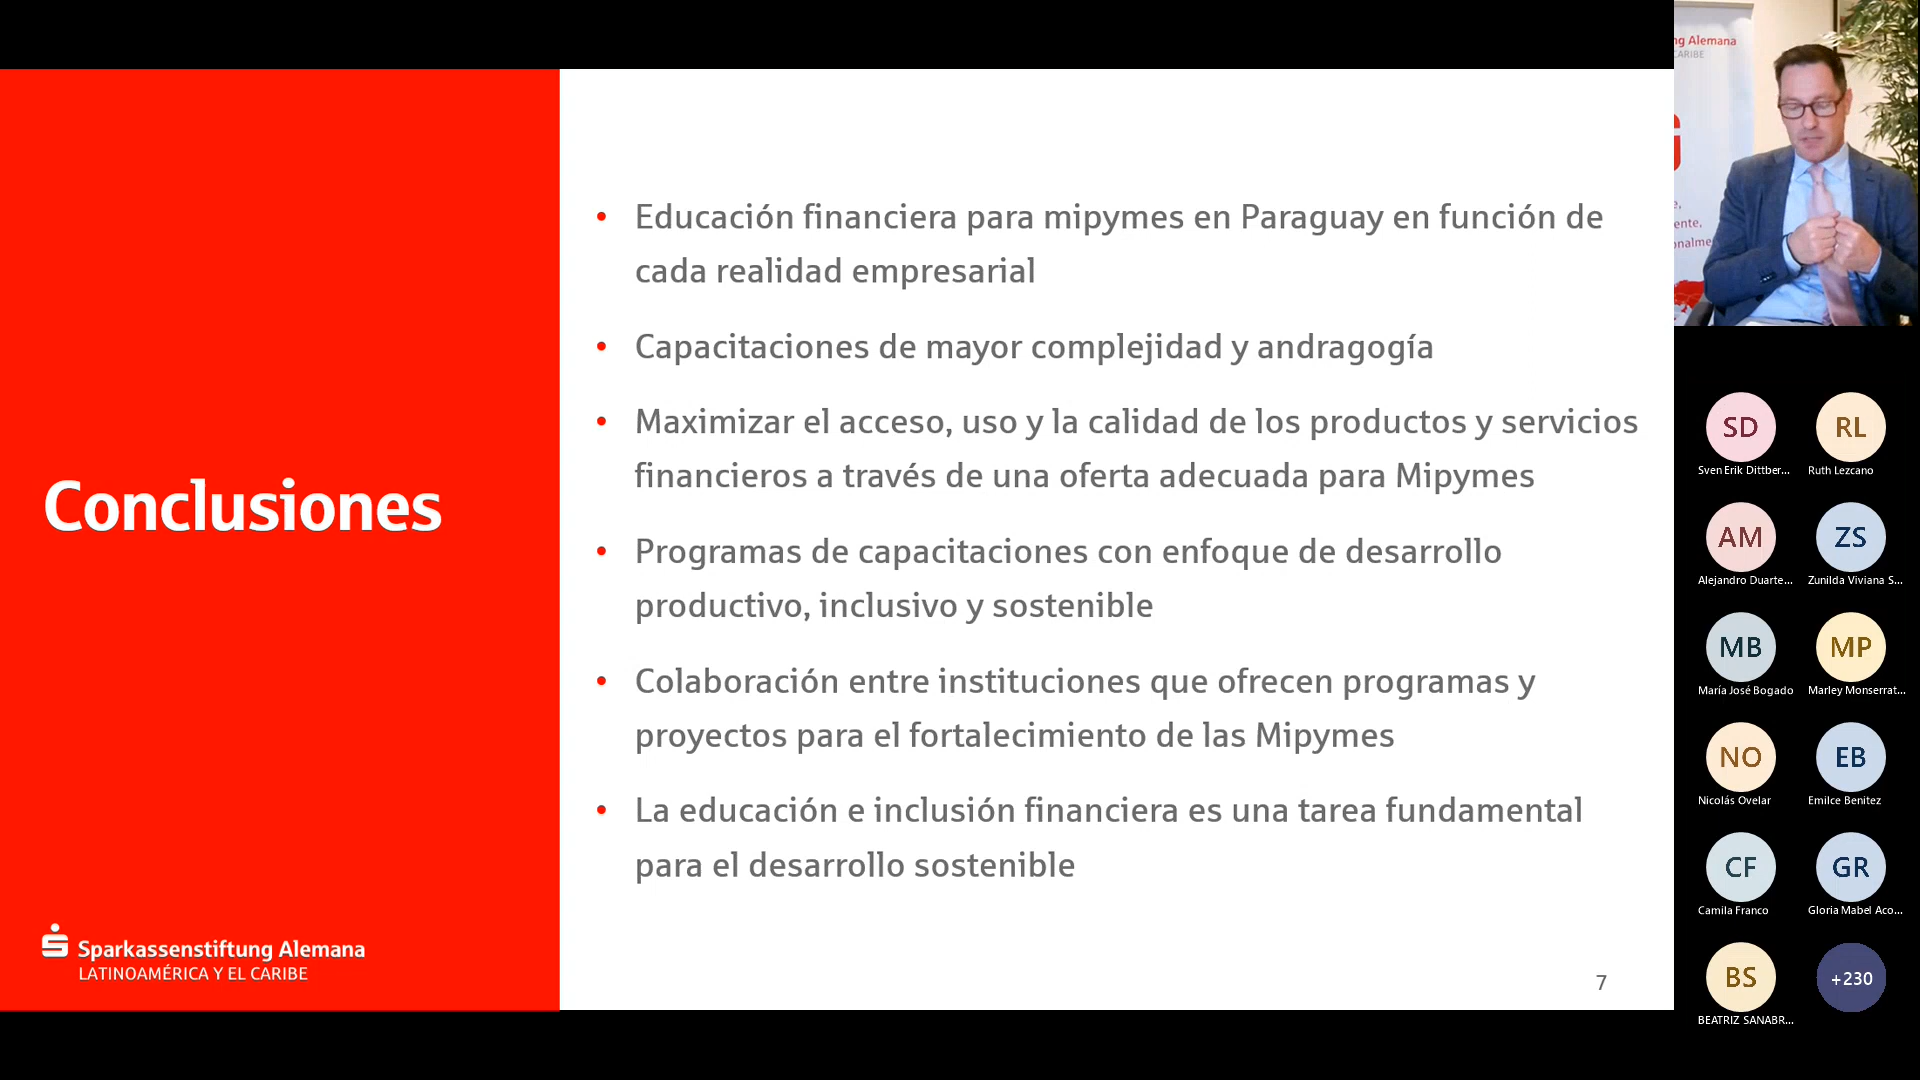 Conclusiones
Sparkassenstiftung Alemana
LATINOAMÉRICA Y EL CARIBE
• Educación financiera para mipymes en Paraguay en función de
cada realidad empresarial
• Capacitaciones de mayor complejidad y andragogía
• Maximizar el acceso, uso y la calidad de los productos y servicios
financieros a través de una oferta adecuada para Mipymes
• Programas de capacitaciones con enfoque de desarrollo
productivo, inclusivo y sostenible
• Colaboración entre instituciones que ofrecen programas y
proyectos para el fortalecimiento de las Mipymes
• La educación e inclusión financiera es una tarea fundamental
para el desarrollo sostenible
7
ng Alemana
CARIBE
e,
ente.
onalme
SD
Sven Erik Dittber...
RL
Ruth Lezcano
AM
Alejandro Duarte...
ZS
Zunilda Viviana S...
MB
María José Bogado
MP
Marley Monserrat...
NO
Nicolás Ovelar
EB
Emilce Benitez
CF
Camila Franco
GR
Gloria Mabel Aco...
BS
BEATRIZ SANABR...
+230